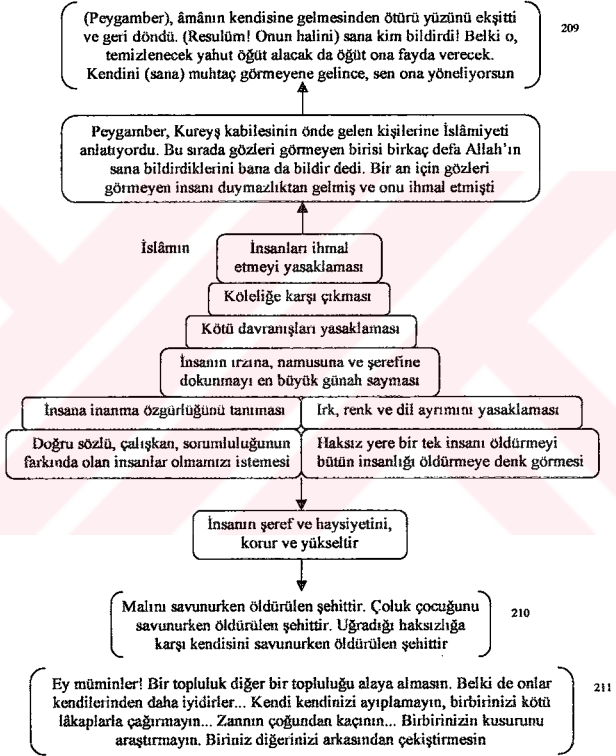 (Peygamber), âmânın kendisine gelmesinden ötürü yüzünü ekşitti
ve geri döndü. (Resulüm! Onun halini) sana kim bildirdi! Belki o,
temizlenecek yahut öğüt alacak da öğüt ona fayda verecek.
Kendini (sana) muhtaç görmeyene gelince, sen ona yöneliyorsun
209
Peygamber, Kureyş kabilesinin önde gelen kişilerine İslâmiyeti
anlatıyordu. Bu sırada gözleri görmeyen birisi birkaç defa Allah'ın
sana bildirdiklerini bana da bildir dedi. Bir an için gözleri
görmeyen insanı duymazlıktan gelmiş ve onu ihmal etmişti
İslâmın
İnsanları ihmal
etmeyi yasaklaması
Köleliğe karşı çıkması
Kötü davranışları yasaklaması
İnsanın ırzına, namusuna ve şerefine
dokunmayı en büyük günah sayması
İnsana inanma özgürlüğünü tanıması
Irk, renk ve dil ayrımını yasaklaması
Doğru sözlü, çalışkan, sorumluluğunun
farkında olan insanlar olmamızı istemesi
Haksız yere bir tek insanı öldürmeyi
bütün insanlığı öldürmeye denk görmesi
İnsanın şeref ve haysiyetini,
korur ve yükseltir
Malını savunurken öldürülen şehittir. Çoluk çocuğunu
savunurken öldürülen şehittir. Uğradığı haksızlığa
karşı kendisini savunurken öldürülen şehittir
210
Ey müminler! Bir topluluk diğer bir topluluğu alaya almasın. Belki de onlar
kendilerinden daha iyidirler... Kendi kendinizi ayıplamayın, birbirinizi kötü
lâkaplarla çağırmayın... Zannın çoğundan kaçının... Birbirinizin kusurunu
araştırmayın. Biriniz diğerinizi arkasından çekiştirmesin
211